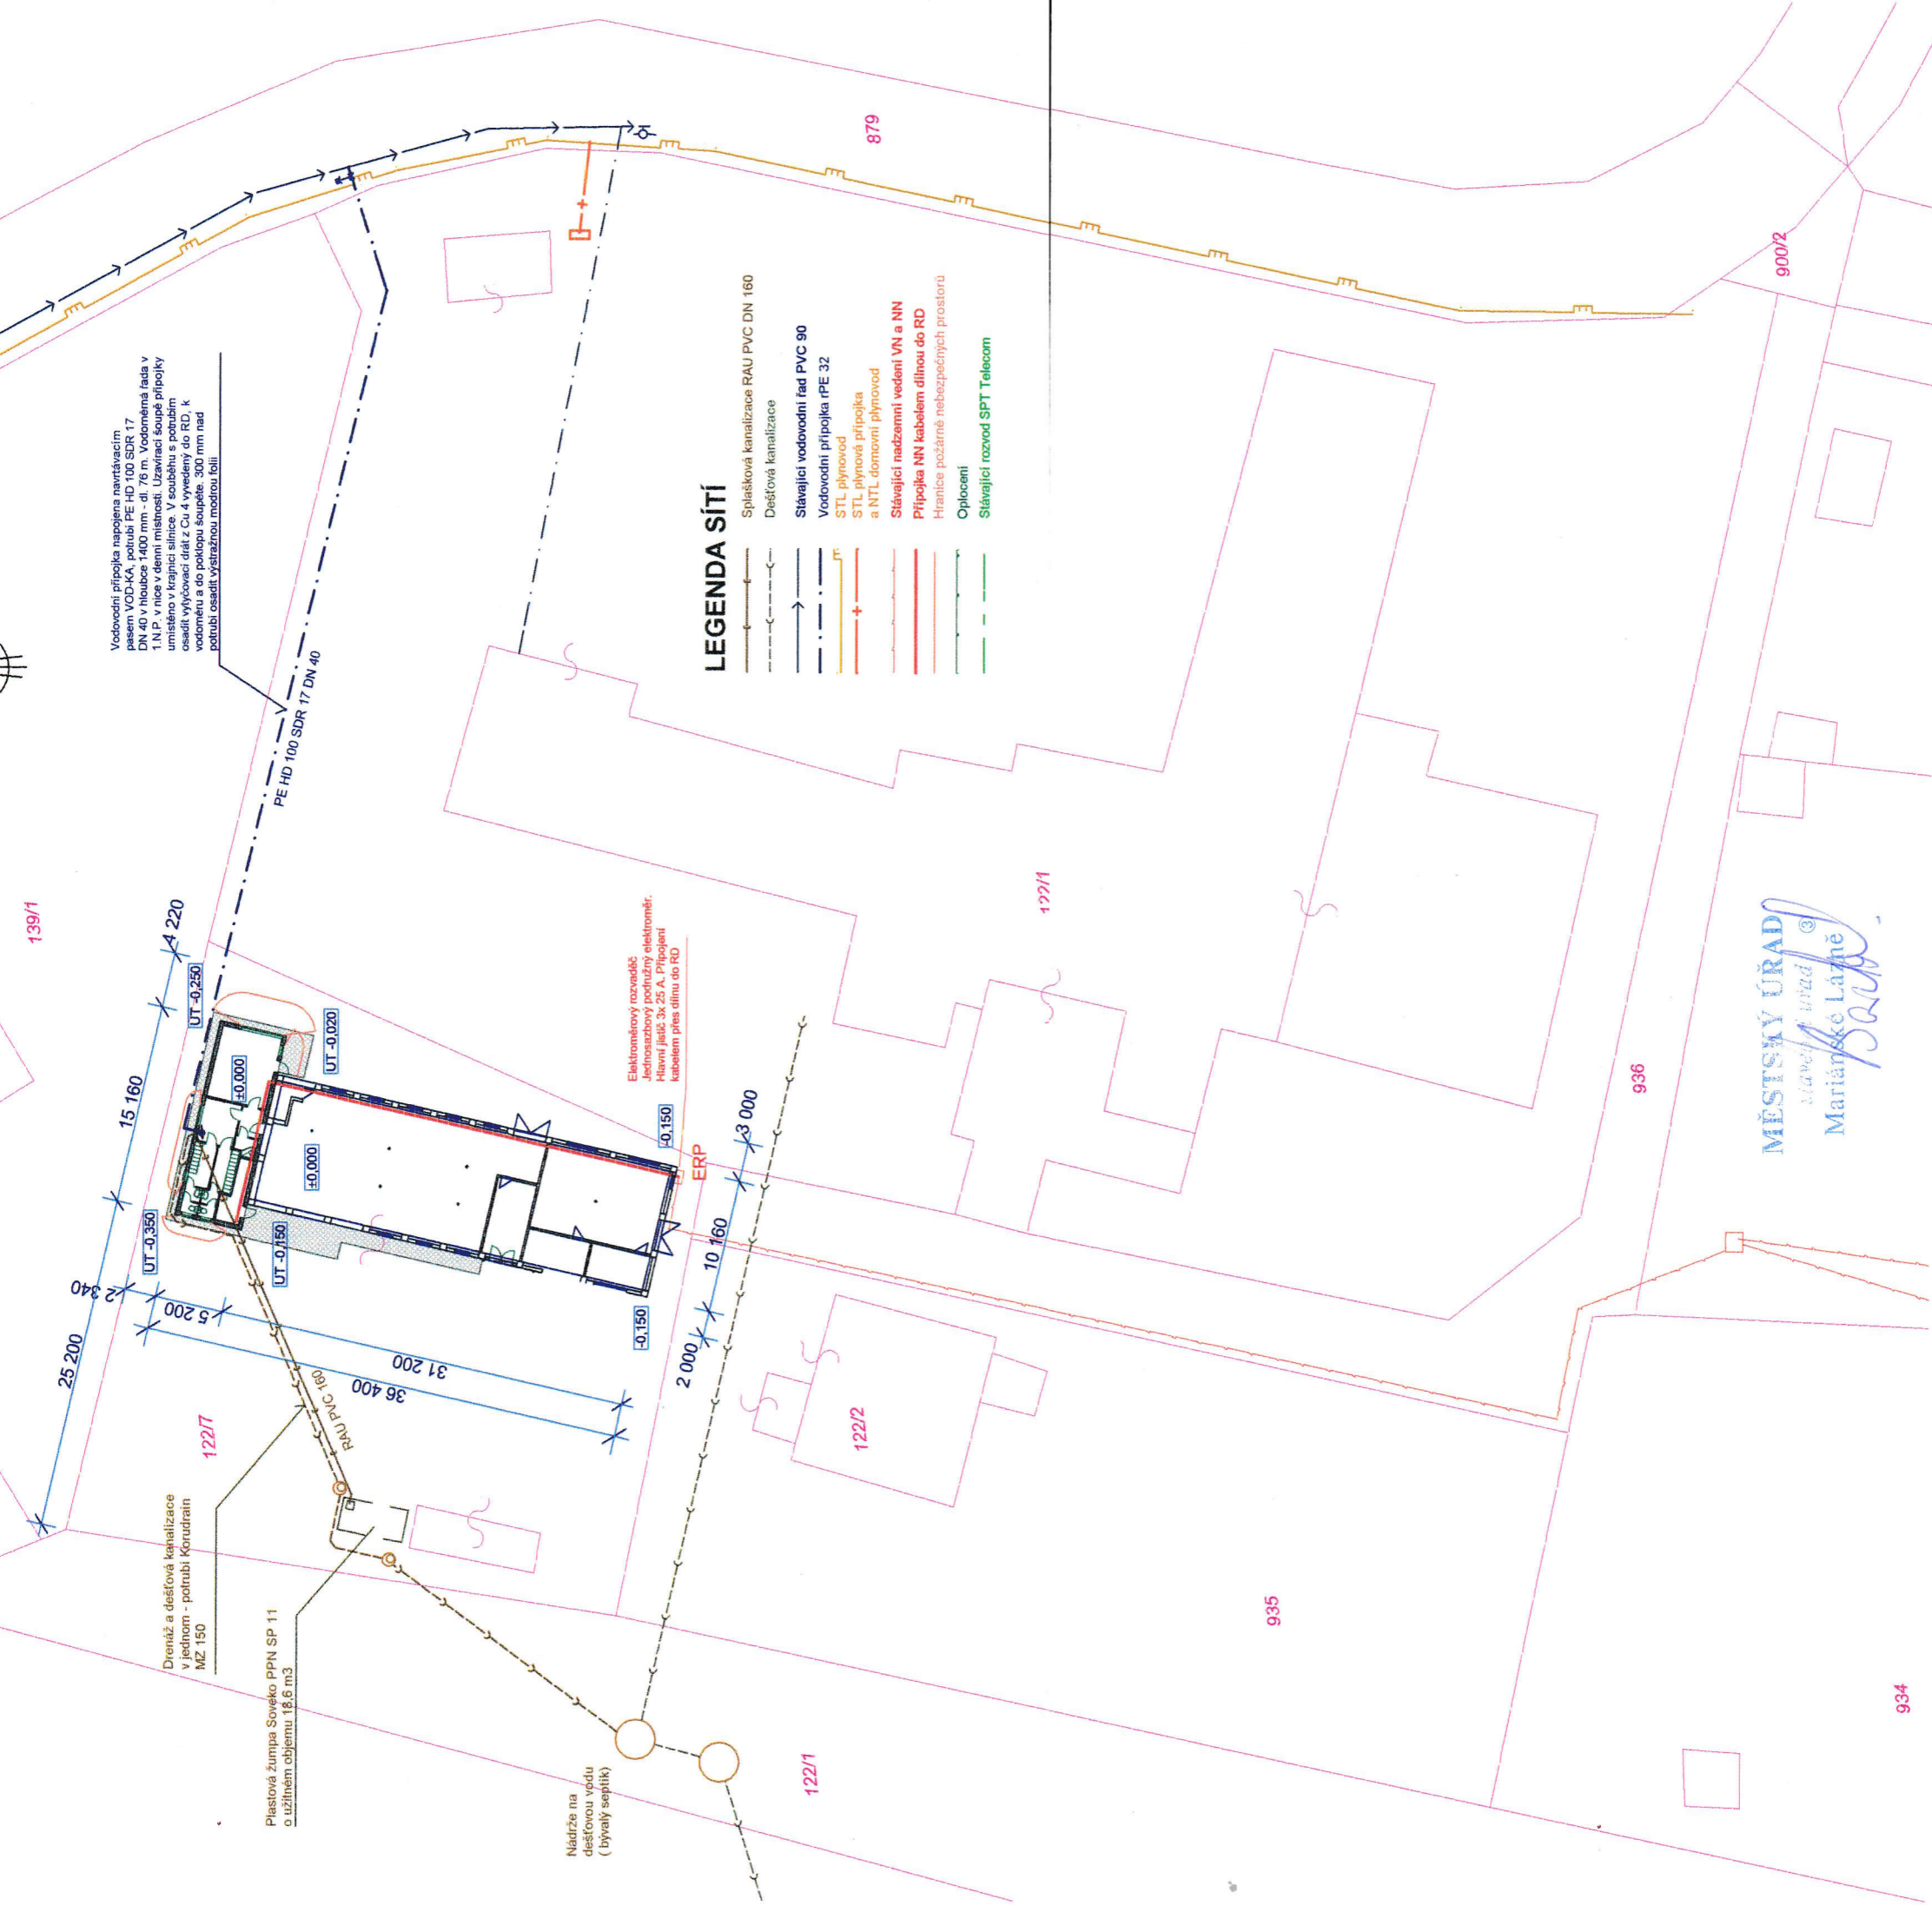 Vodovodní přípojka napojena navrtávacím
pasem VOD-KA, potrubí PE HD 100 SDR 17
DN 40 v hloubce 1400 mm - dl. 76 m. Vodoměrná řada v
1.N.P. v nice v denní místnosti. Uzavírací šoupě přípojky
umístěno v krajnici silnice. V souběhu s potrubím
osadit vytyčovací drát z Cu 4 vyvedený do RD, k
vodoměru a do poklopu šoupěte. 300 mm nad
potrubí osadit výstražnou modrou folii
PE HD 100 SDR 17 DN 40
139/1
879
900/2
LEGENDA SÍTÍ
Splašková kanalizace RAU PVC DN 160
Dešťová kanalizace
Stávající vodovodní řad PVC 90
Vodovodní přípojka rPE 32
STL plynovod
STL plynová přípojka
a NTL domovní plynovod
Stávající nadzemní vedení VN a NN
Přípojka NN kabelem dílnou do RD
Hranice požárně nebezpečných prostorů
Oplocení
Stávající rozvod SPT Telecom
4 220
15 160
25 200
2 340
5 200
31 200
36 400
UT -0,250
UT -0,020
±0,000
±0,000
UT -0,350
UT -0,150
-0,150
-0,150
ERP
Elektroměrový rozvaděč
Jednosazbový podružný elektroměr.
Hlavní jistič 3x 25 A. Připojení
kabelem přes dílnu do RD
3 000
10 160
2 000
122/7
RAU PVC 160
Drenáž a dešťová kanalizace
v jednom - potrubí Korudrain
MZ 150
Plastová žumpa Soveko PPN SP 11
o užitném objemu 18,6 m3
Nádrže na
dešťovou vodu
( bývalý septik)
122/1
122/2
122/1
936
935
934
MĚSTSKÝ ÚŘAD
stavební úřad ③
Mariánské Lázně